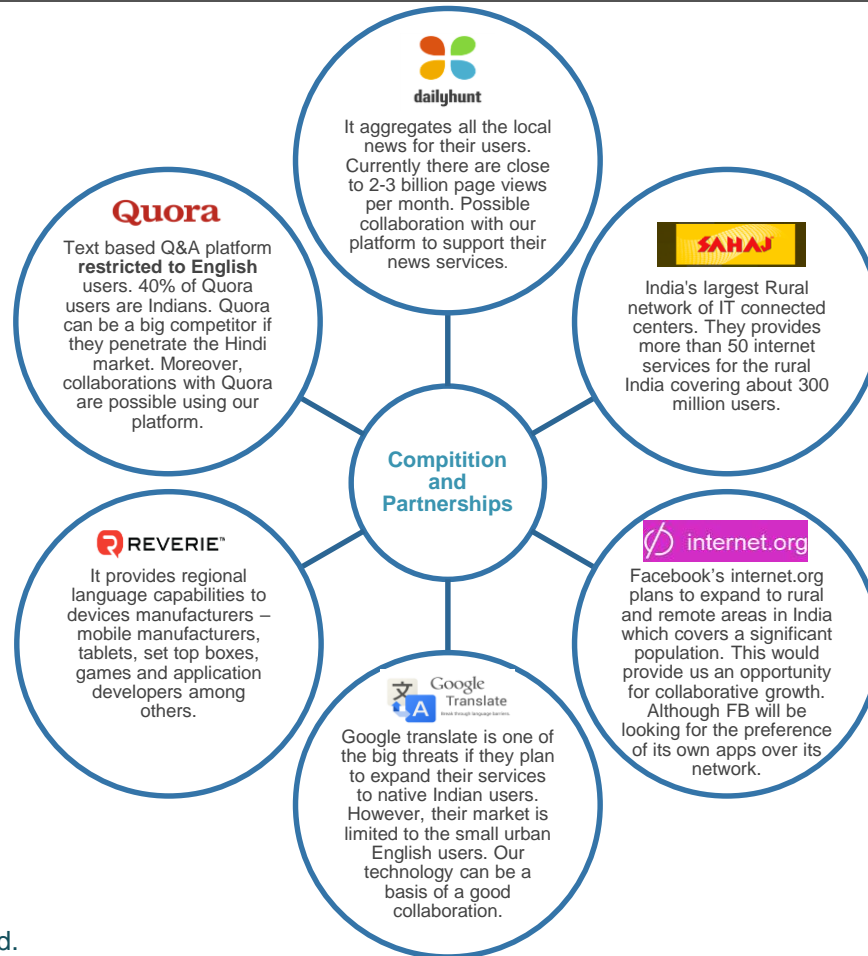 dailyhunt
It aggregates all the local
news for their users.
Currently there are close
to 2-3 billion page views
per month. Possible
collaboration with our
platform to support their
news services.
Quora
Text based Q&A platform
restricted to English
users. 40% of Quora
users are Indians. Quora
can be a big competitor if
they penetrate the Hindi
market. Moreover,
collaborations with Quora
are possible using our
platform.
SAHAJ
India's largest Rural
network of IT connected
centers. They provides
more than 50 internet
services for the rural
India covering about 300
million users.
Compitition
and
Partnerships
REVERIE™
It provides regional
language capabilities to
devices manufacturers –
mobile manufacturers,
tablets, set top boxes,
games and application
developers among
others.
internet.org
Facebook's internet.org
plans to expand to rural
and remote areas in India
which covers a significant
population. This would
provide us an opportunity
for collaborative growth.
Although FB will be
looking for the preference
of its own apps over its
network.
文 A
Google
Translate
Break through language barriers.
Google translate is one of
the big threats if they plan
to expand their services
to native Indian users.
However, their market is
limited to the small urban
English users. Our
technology can be a
basis of a good
collaboration.
d.